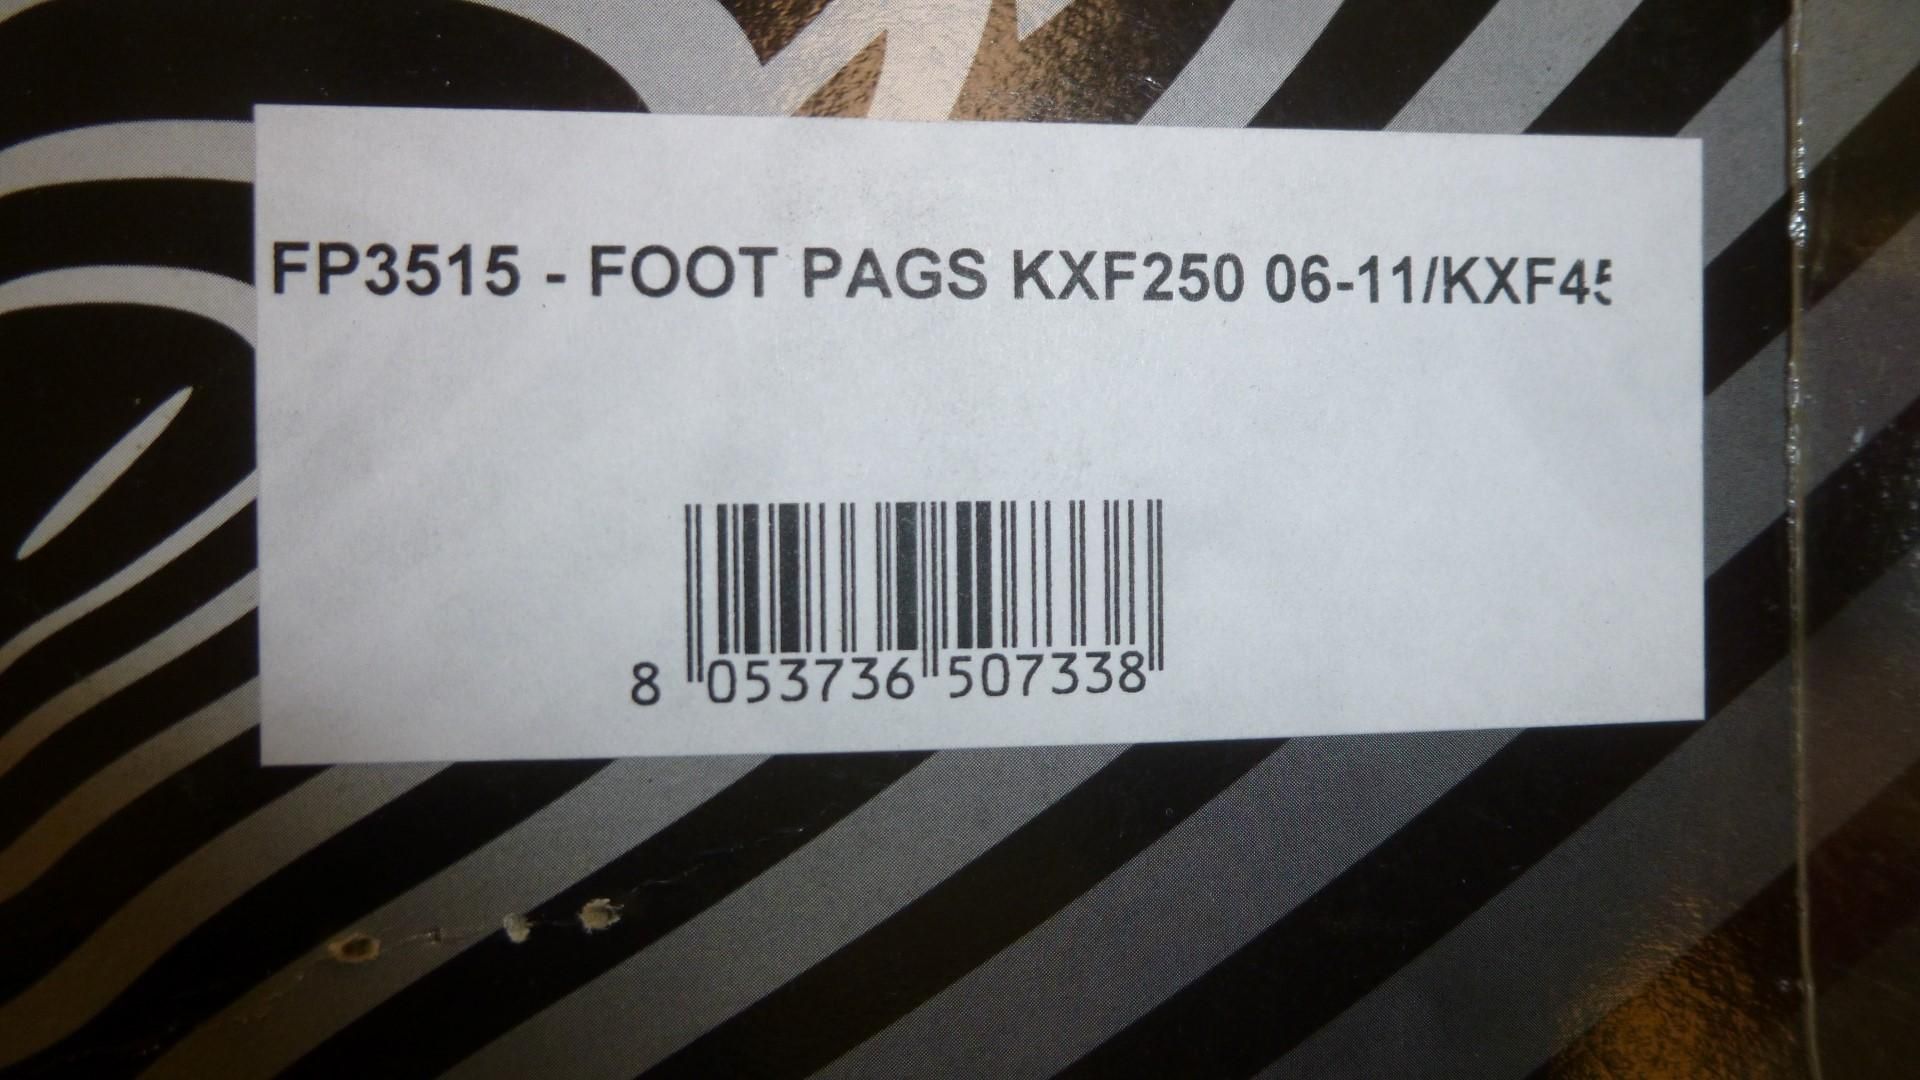 FP3515 - FOOT PAGS KXF250 06-11/KXF45
8 053736 507338